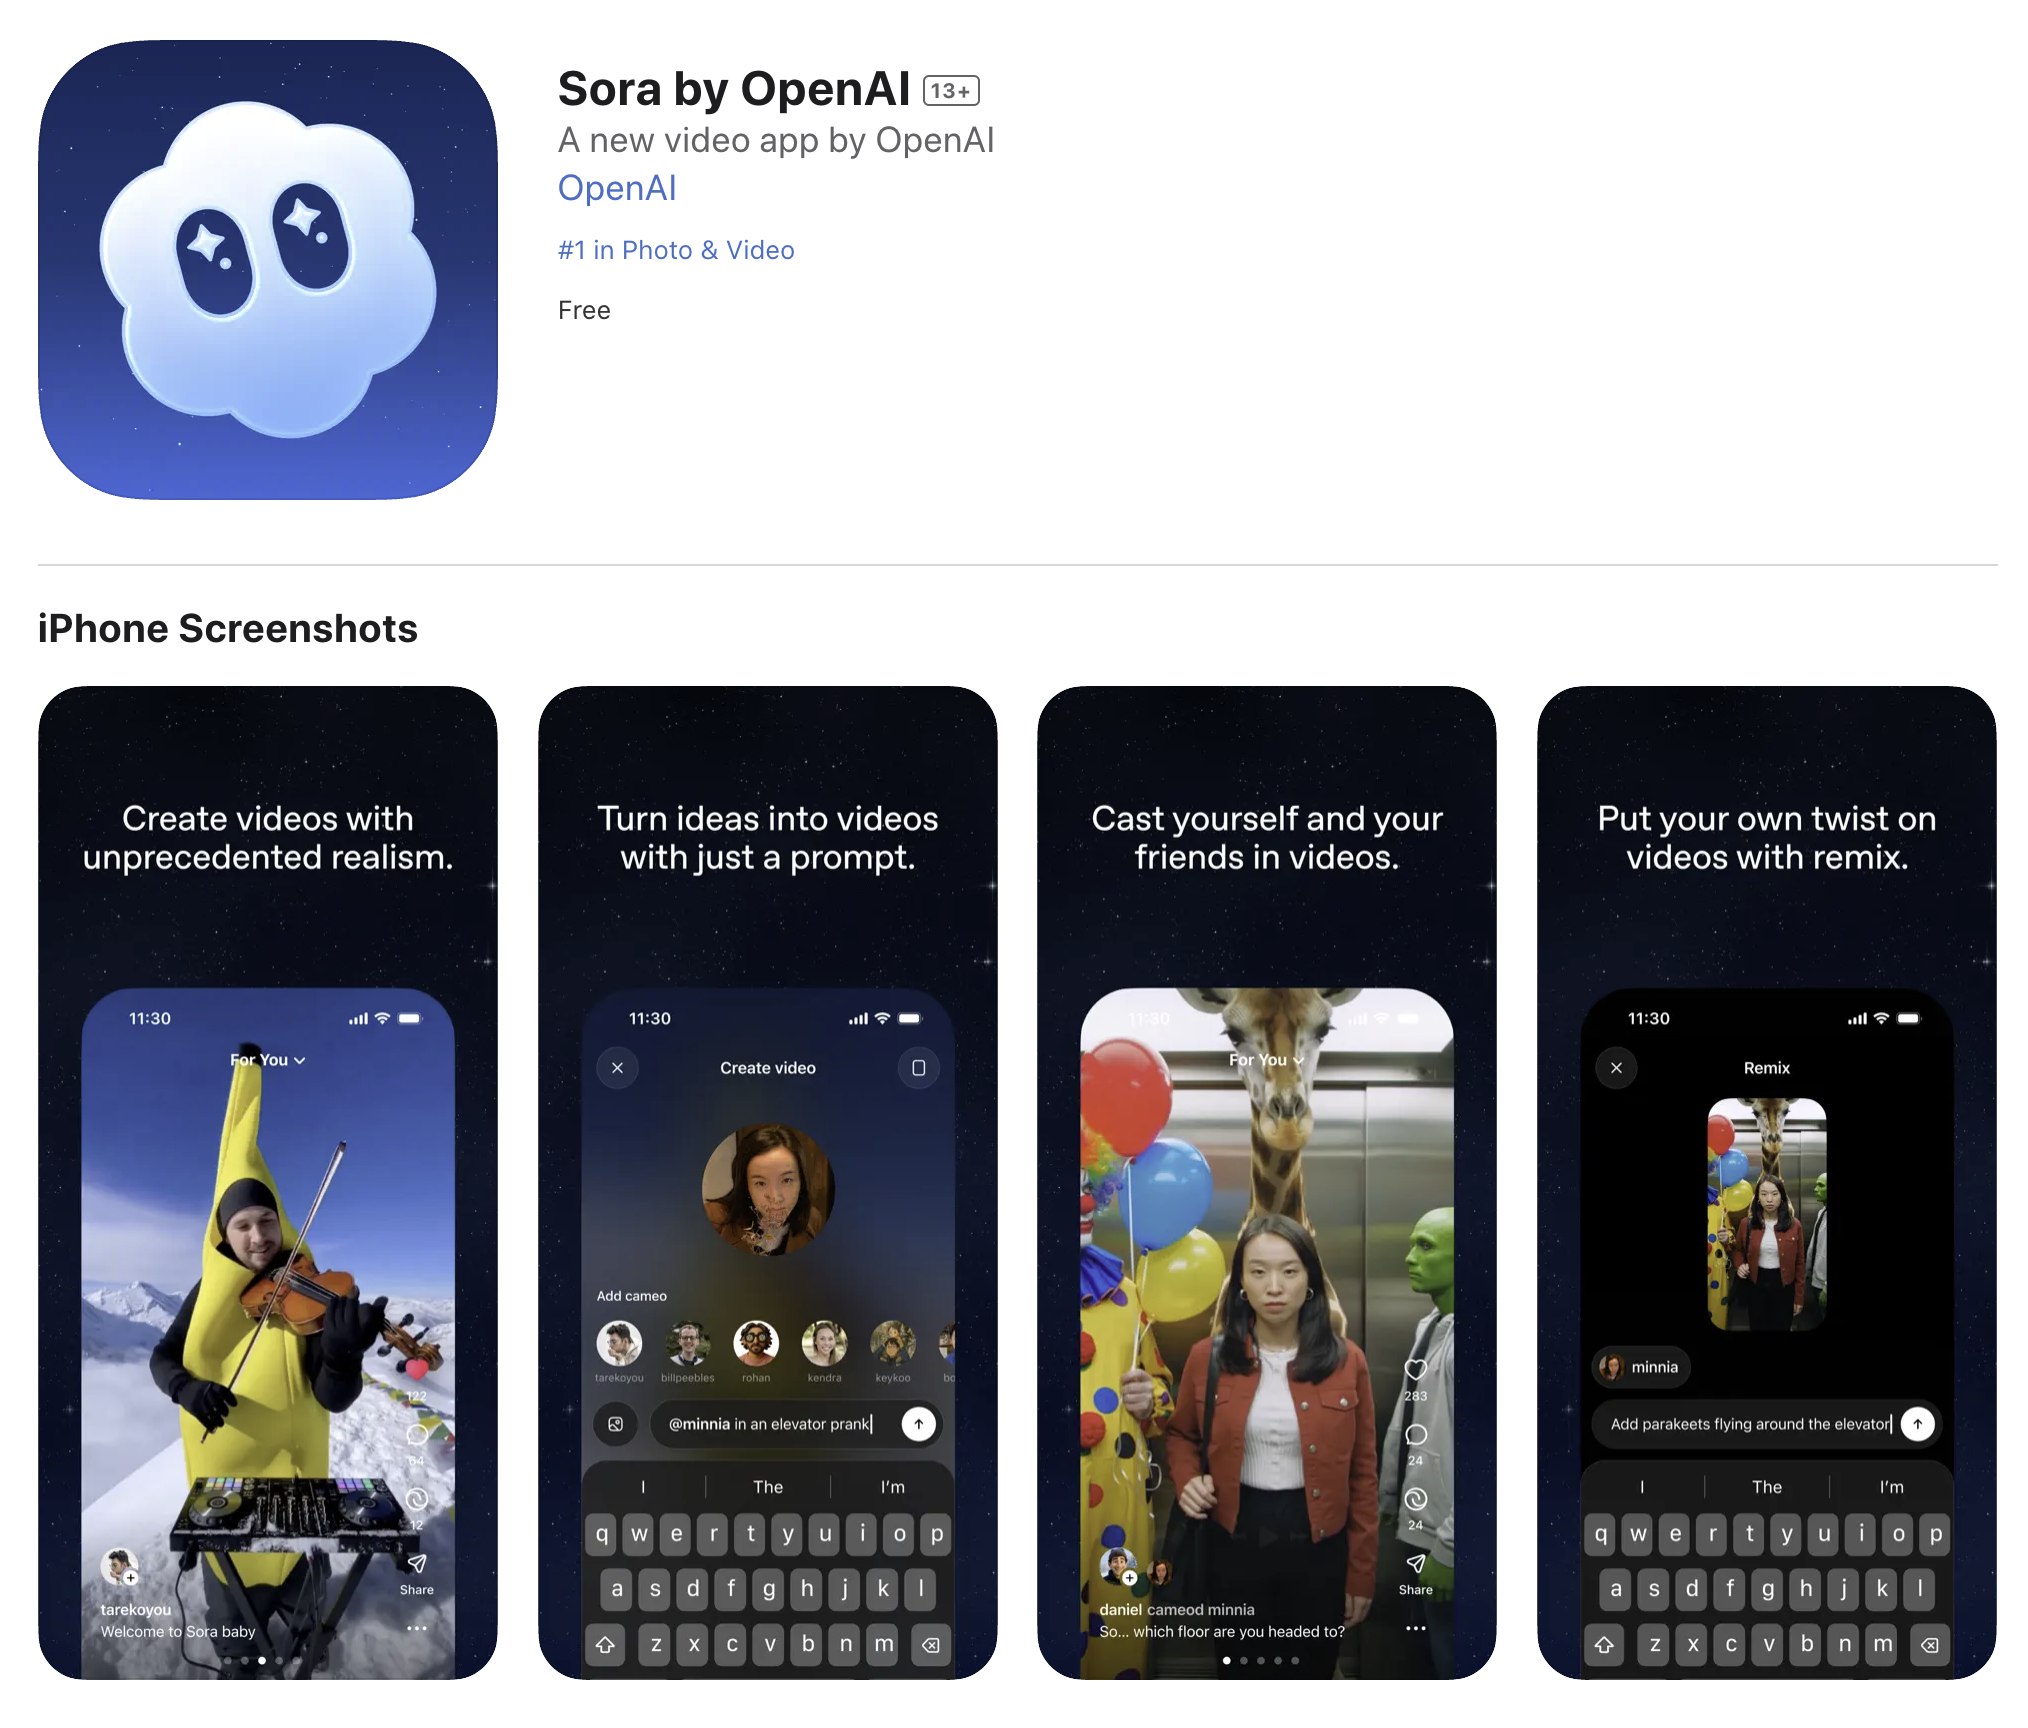 Sora by OpenAI 13+
A new video app by OpenAI
OpenAI
#1 in Photo & Video
Free
iPhone Screenshots
Create videos with
unprecedented realism.
11:30
For You
122
64
12
Share
tarekoyou
Welcome to Sora baby
Turn ideas into videos
with just a prompt.
11:30
Create video
Add cameo
tarekoyou billpeebles rohan kendra keykoo bo
@minnia in an elevator prank
I The I'm
q w e r t y u i o p
a s d f g h j k l
z x c v b n m
Cast yourself and your
friends in videos.
11:30
For You
283
24
24
Share
daniel cameod minnia
So... which floor are you headed to?
Put your own twist on
videos with remix.
11:30
Remix
minnia
Add parakeets flying around the elevator
I The I'm
q w e r t y u i o p
a s d f g h j k l
z x c v b n m